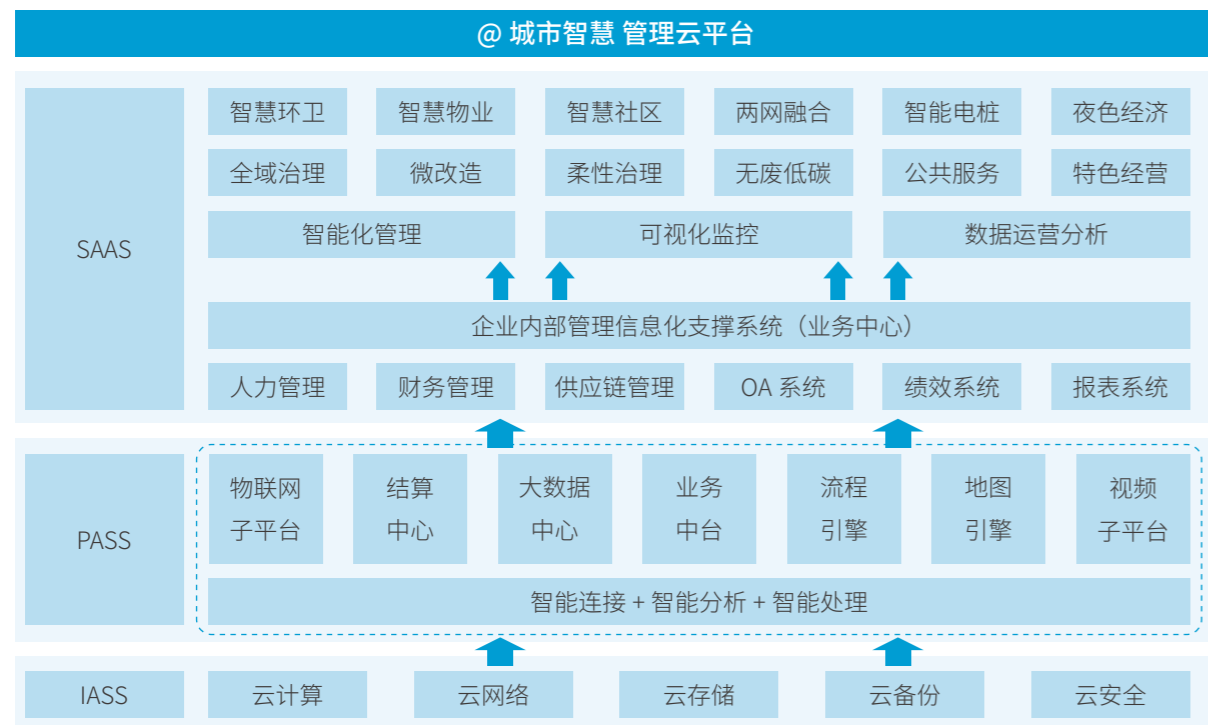 @ 城市智慧 管理云平台
SAAS
智慧环卫
智慧物业
智慧社区
两网融合
智能电桩
夜色经济
全域治理
微改造
柔性治理
无废低碳
公共服务
特色经营
智能化管理
可视化监控
数据运营分析
企业内部管理信息化支撑系统（业务中心）
人力管理
财务管理
供应链管理
OA 系统
绩效系统
报表系统
PASS
物联网
子平台
结算
中心
大数据
中心
业务
中台
流程
引擎
地图
引擎
视频
子平台
智能连接 + 智能分析 + 智能处理
IASS
云计算
云网络
云存储
云备份
云安全